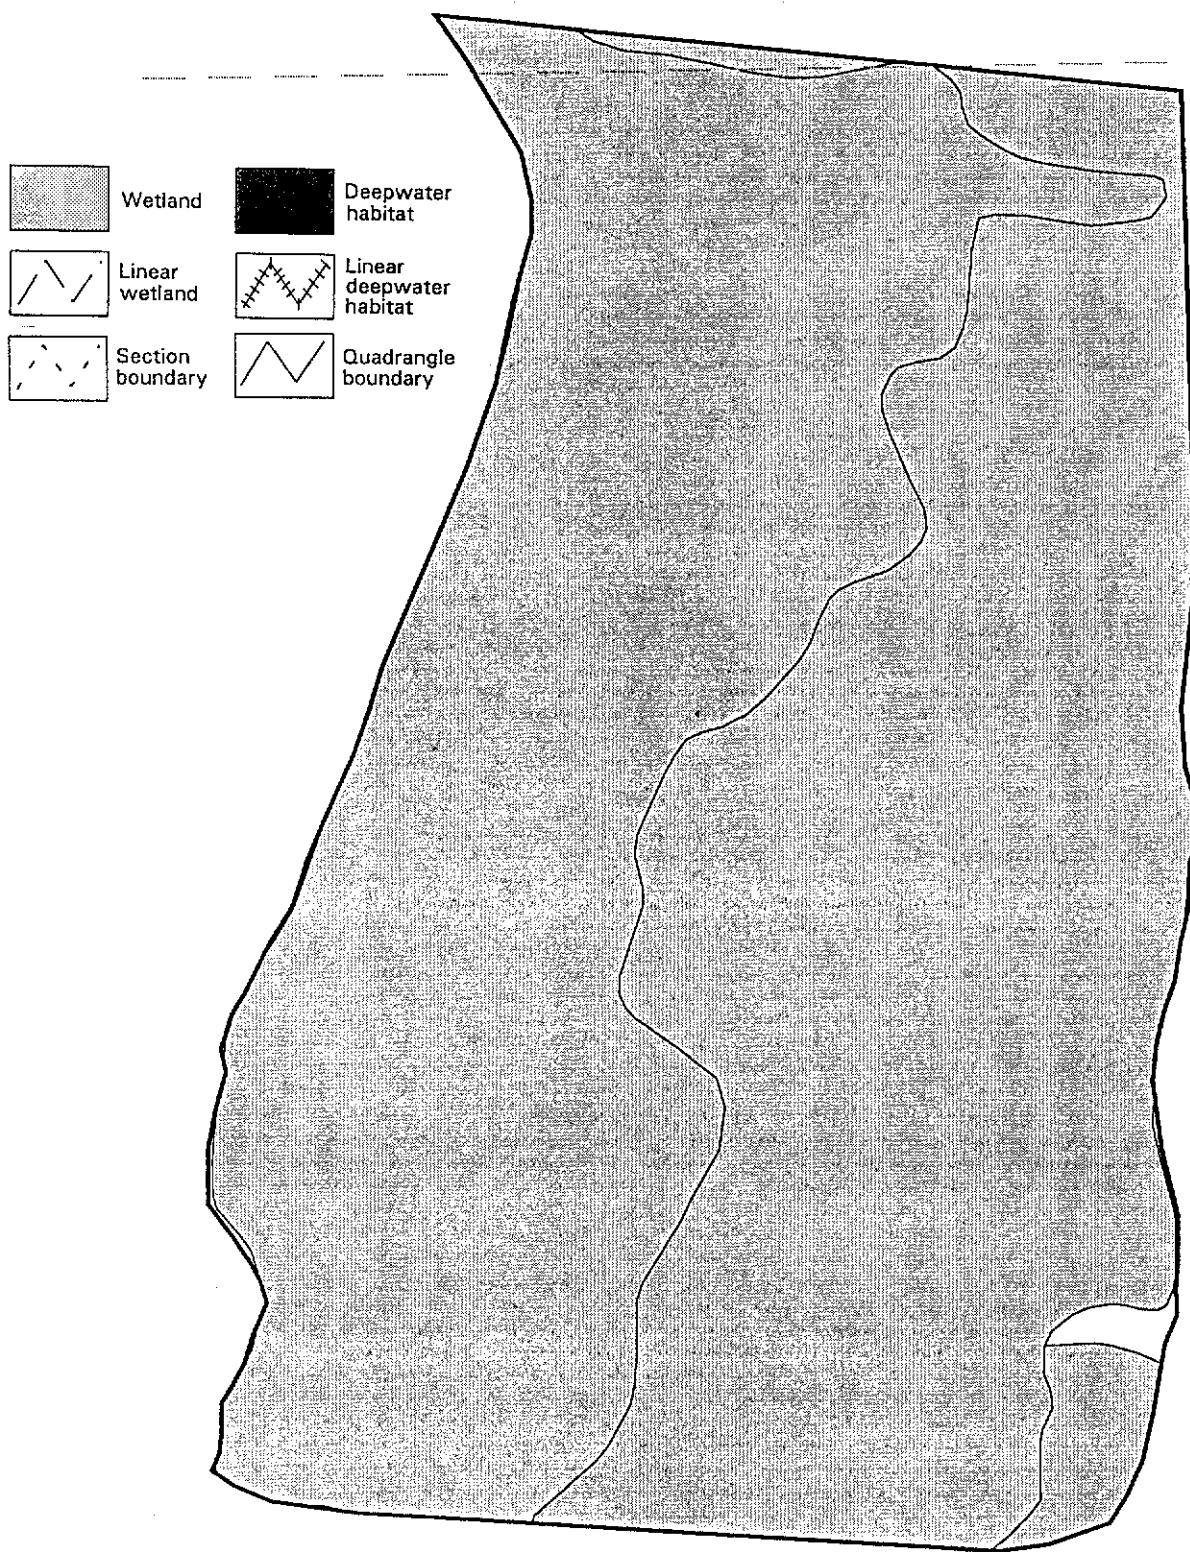 Wetland
Deepwater
habitat
Linear
wetland
Linear
deepwater
habitat
Section
boundary
Quadrangle
boundary